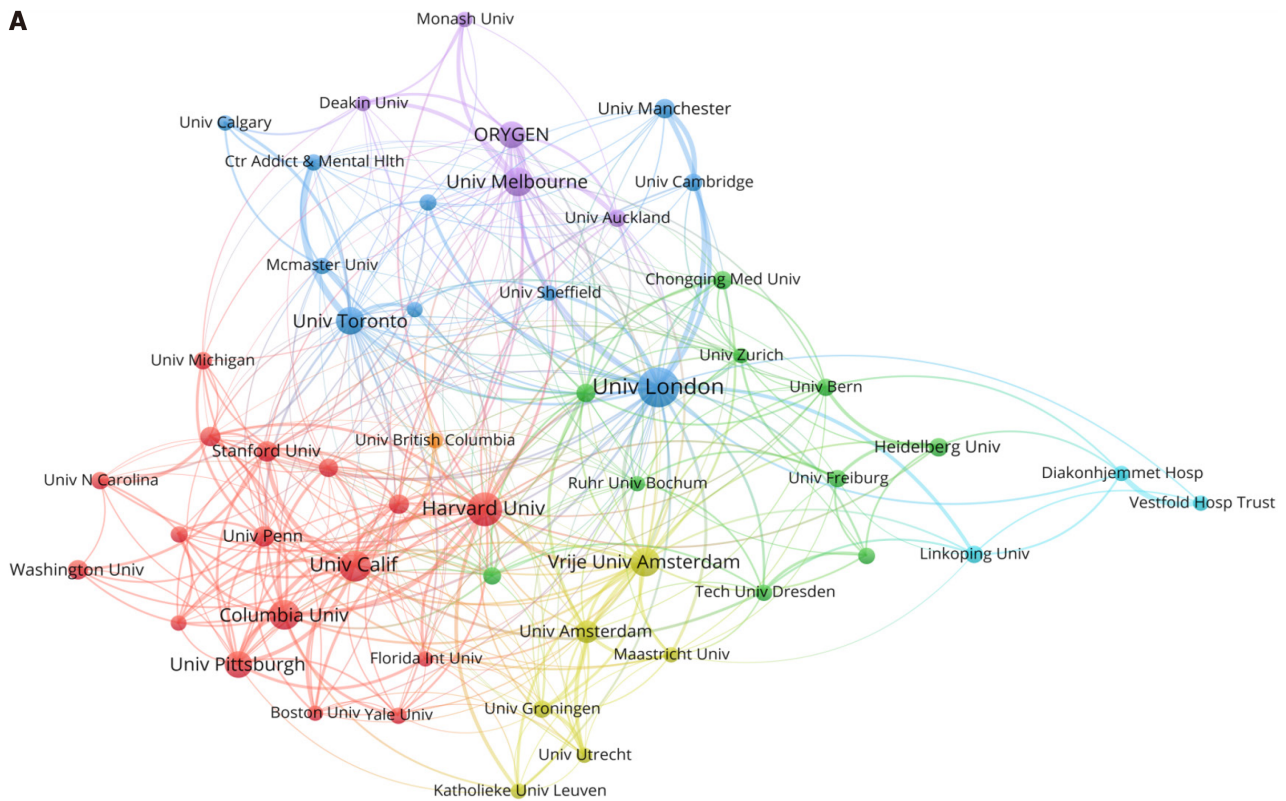 A
Monash Univ
Deakin Univ
Univ Manchester
Univ Calgary
ORYGEN
Ctr Addict & Mental Hlth
Univ Melbourne
Univ Cambridge
Univ Auckland
Mcmaster Univ
Chongqing Med Univ
Univ Sheffield
Univ Toronto
Univ Michigan
Univ Zurich
Univ London
Univ Bern
Univ British Columbia
Stanford Univ
Heidelberg Univ
Univ N Carolina
Ruhr Univ Bochum
Univ Freiburg
Diakonhjemmet Hosp
Vestfold Hosp Trust
Harvard Univ
Univ Penn
Linkoping Univ
Washington Univ
Univ Calif
Vrije Univ Amsterdam
Tech Univ Dresden
Columbia Univ
Univ Amsterdam
Maastricht Univ
Univ Pittsburgh
Florida Int Univ
Boston Univ
Yale Univ
Univ Groningen
Univ Utrecht
Katholieke Univ Leuven